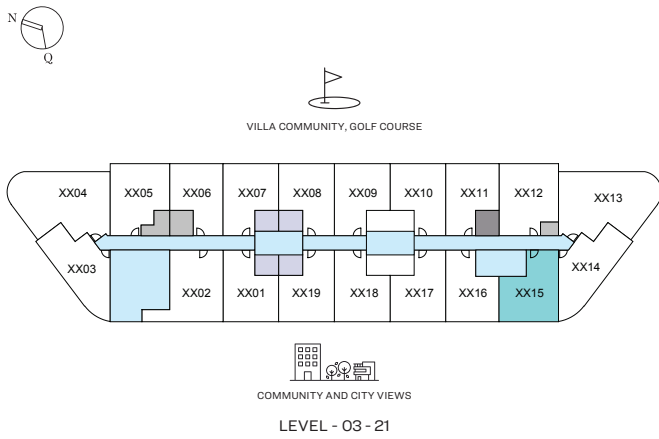 N
Q
VILLA COMMUNITY, GOLF COURSE
XX04 XX05 XX06 XX07 XX08 XX09 XX10 XX11 XX12 XX13
XX03 XX14
XX02 XX01 XX19 XX18 XX17 XX16 XX15
COMMUNITY AND CITY VIEWS
LEVEL - 03 - 21